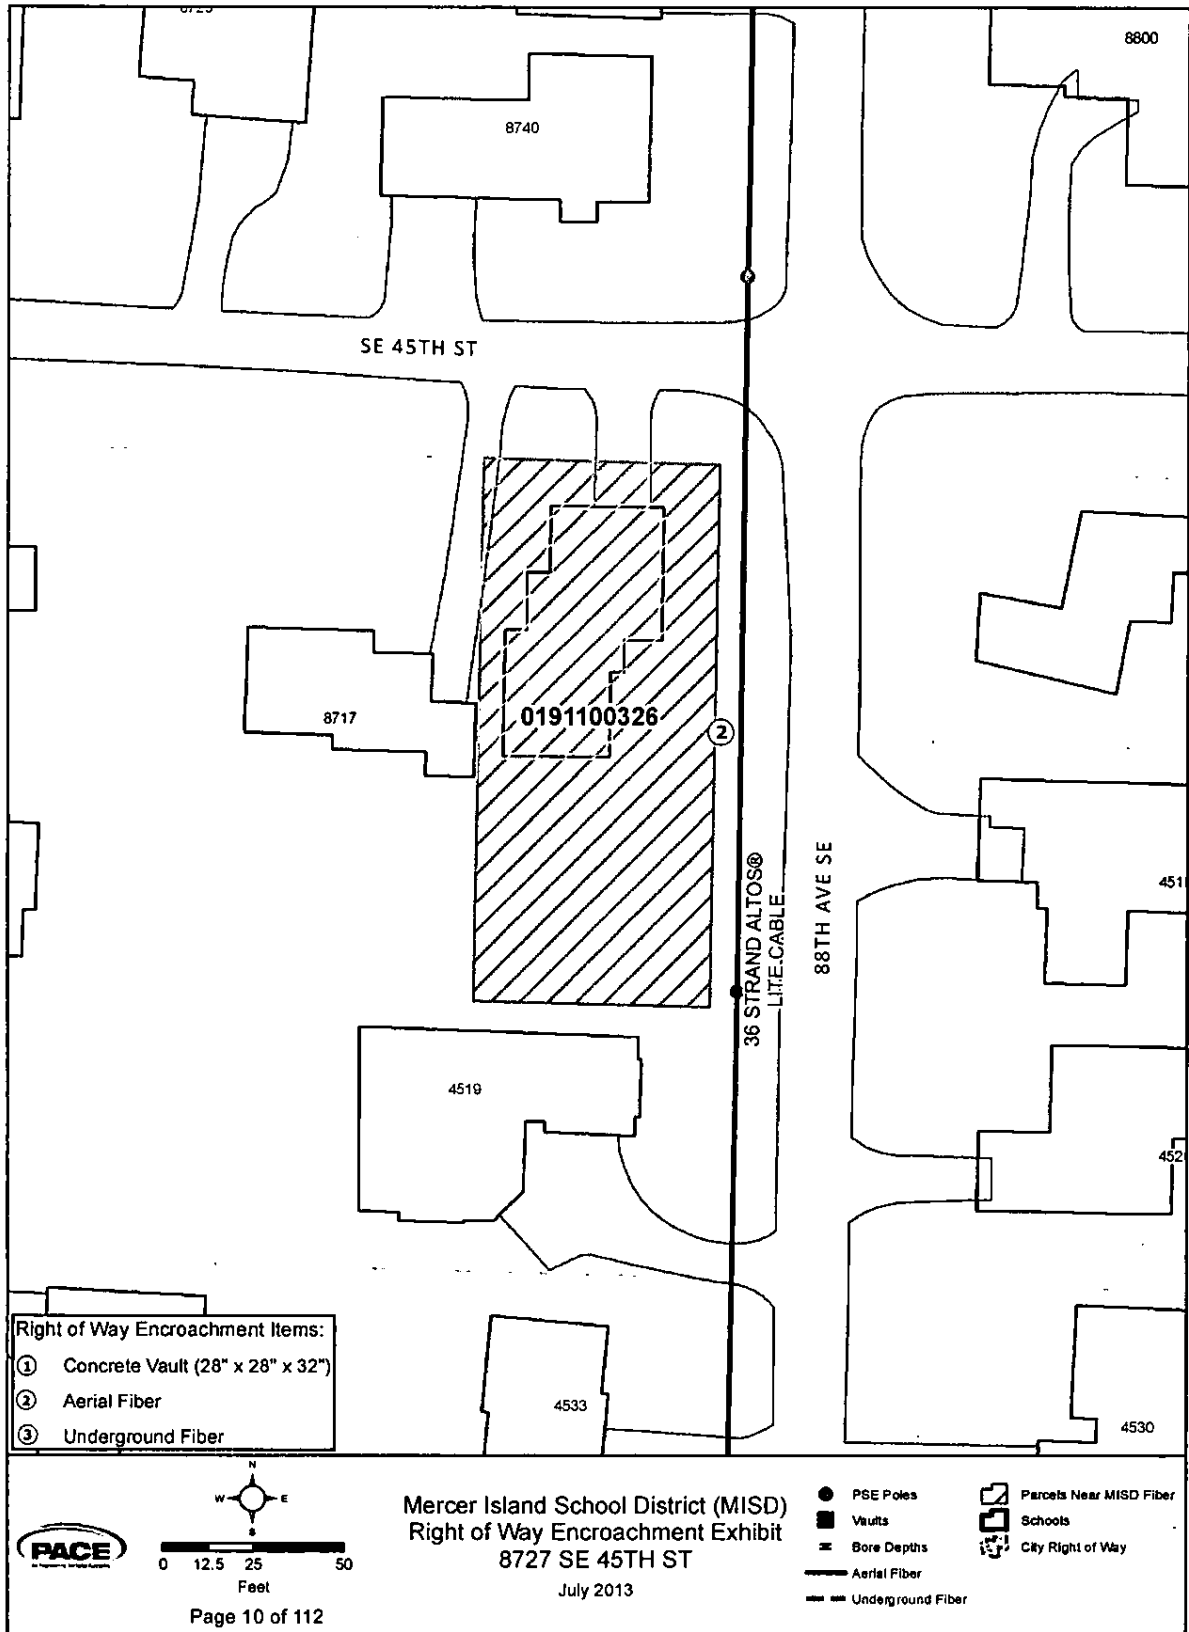 8725
8800
8740
SE 45TH ST
8717
0191100326
2
36 STRAND ALTOS®
LITE CABLE
88TH AVE SE
4519
4533
4530
Right of Way Encroachment Items:
1 Concrete Vault (28" x 28" x 32")
2 Aerial Fiber
3 Underground Fiber
N
W E
S
PACE
0 12.5 25 50
Feet
Page 10 of 112
Mercer Island School District (MISD)
Right of Way Encroachment Exhibit
8727 SE 45TH ST
July 2013
PSE Poles
Vaults
Bore Depths
Aerial Fiber
Underground Fiber
Parcels Near MISD Fiber
Schools
City Right of Way